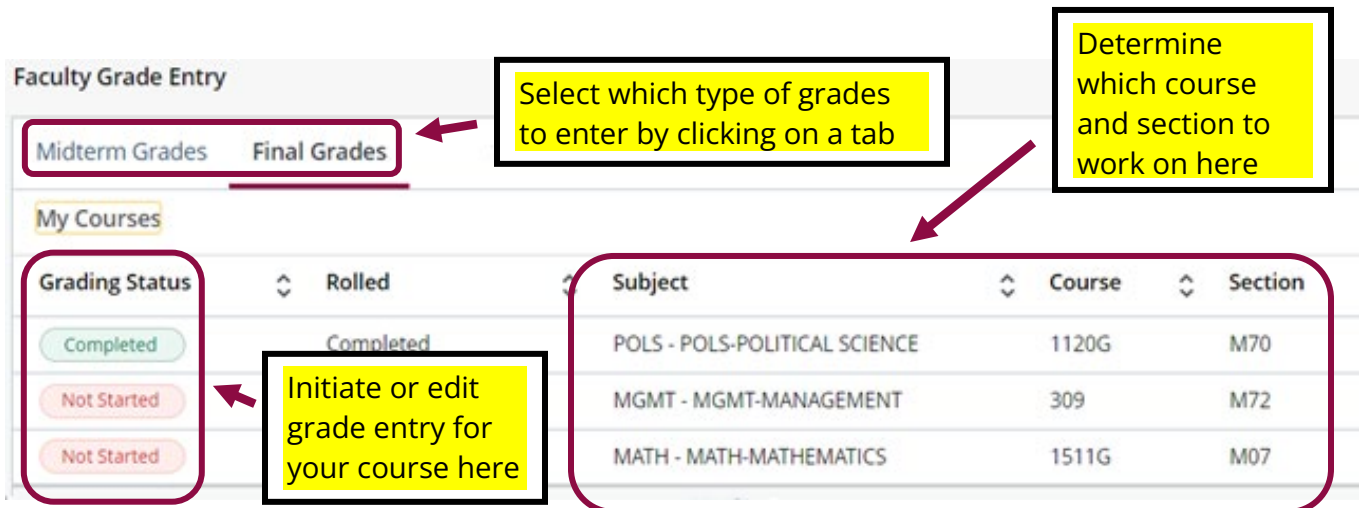 Determine
which course
and section to
work on here
Faculty Grade Entry
Select which type of grades
to enter by clicking on a tab
Midterm Grades Final Grades
My Courses
Grading Status Rolled Subject Course Section
Completed Completed POLS - POLS-POLITICAL SCIENCE 1120G M70
Initiate or edit
grade entry for
your course here
Not Started MGMT - MGMT-MANAGEMENT 309 M72
Not Started MATH - MATH-MATHEMATICS 1511G M07